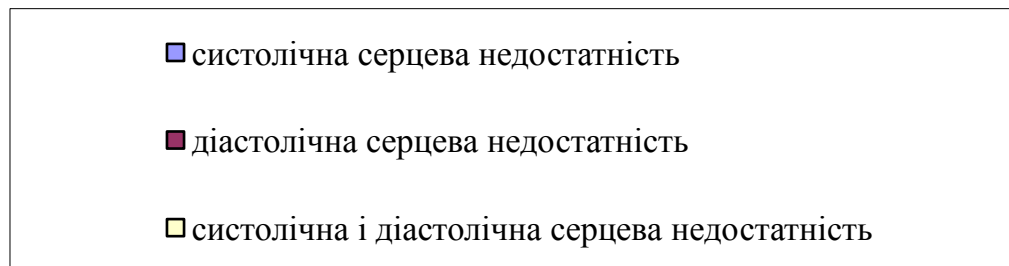 систолічна серцева недостатність
діастолічна серцева недостатність
систолічна і діастолічна серцева недостатність